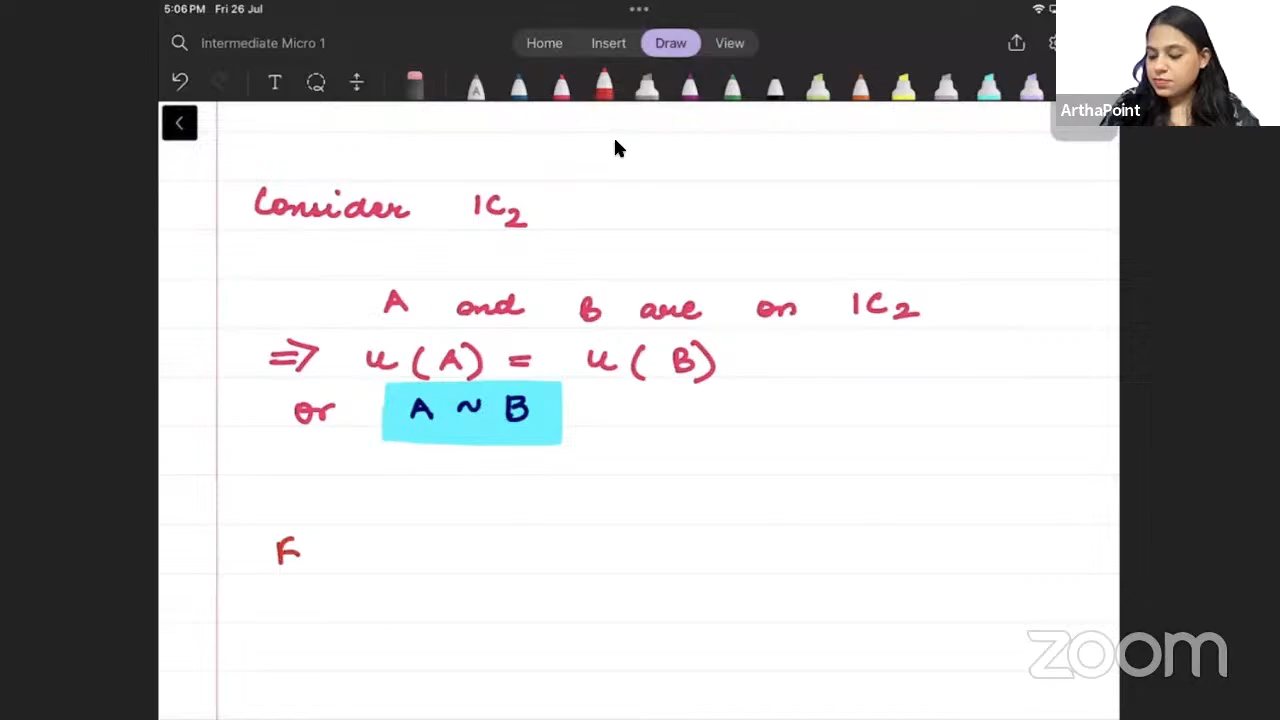 5:06 PM Fri 26 Jul
Intermediate Micro 1
Home Insert Draw View
T
A
ArthaPoint
Consider IC2
A and B are on IC2
=> u(A) = u(B)
or A ~ B
F
zoom